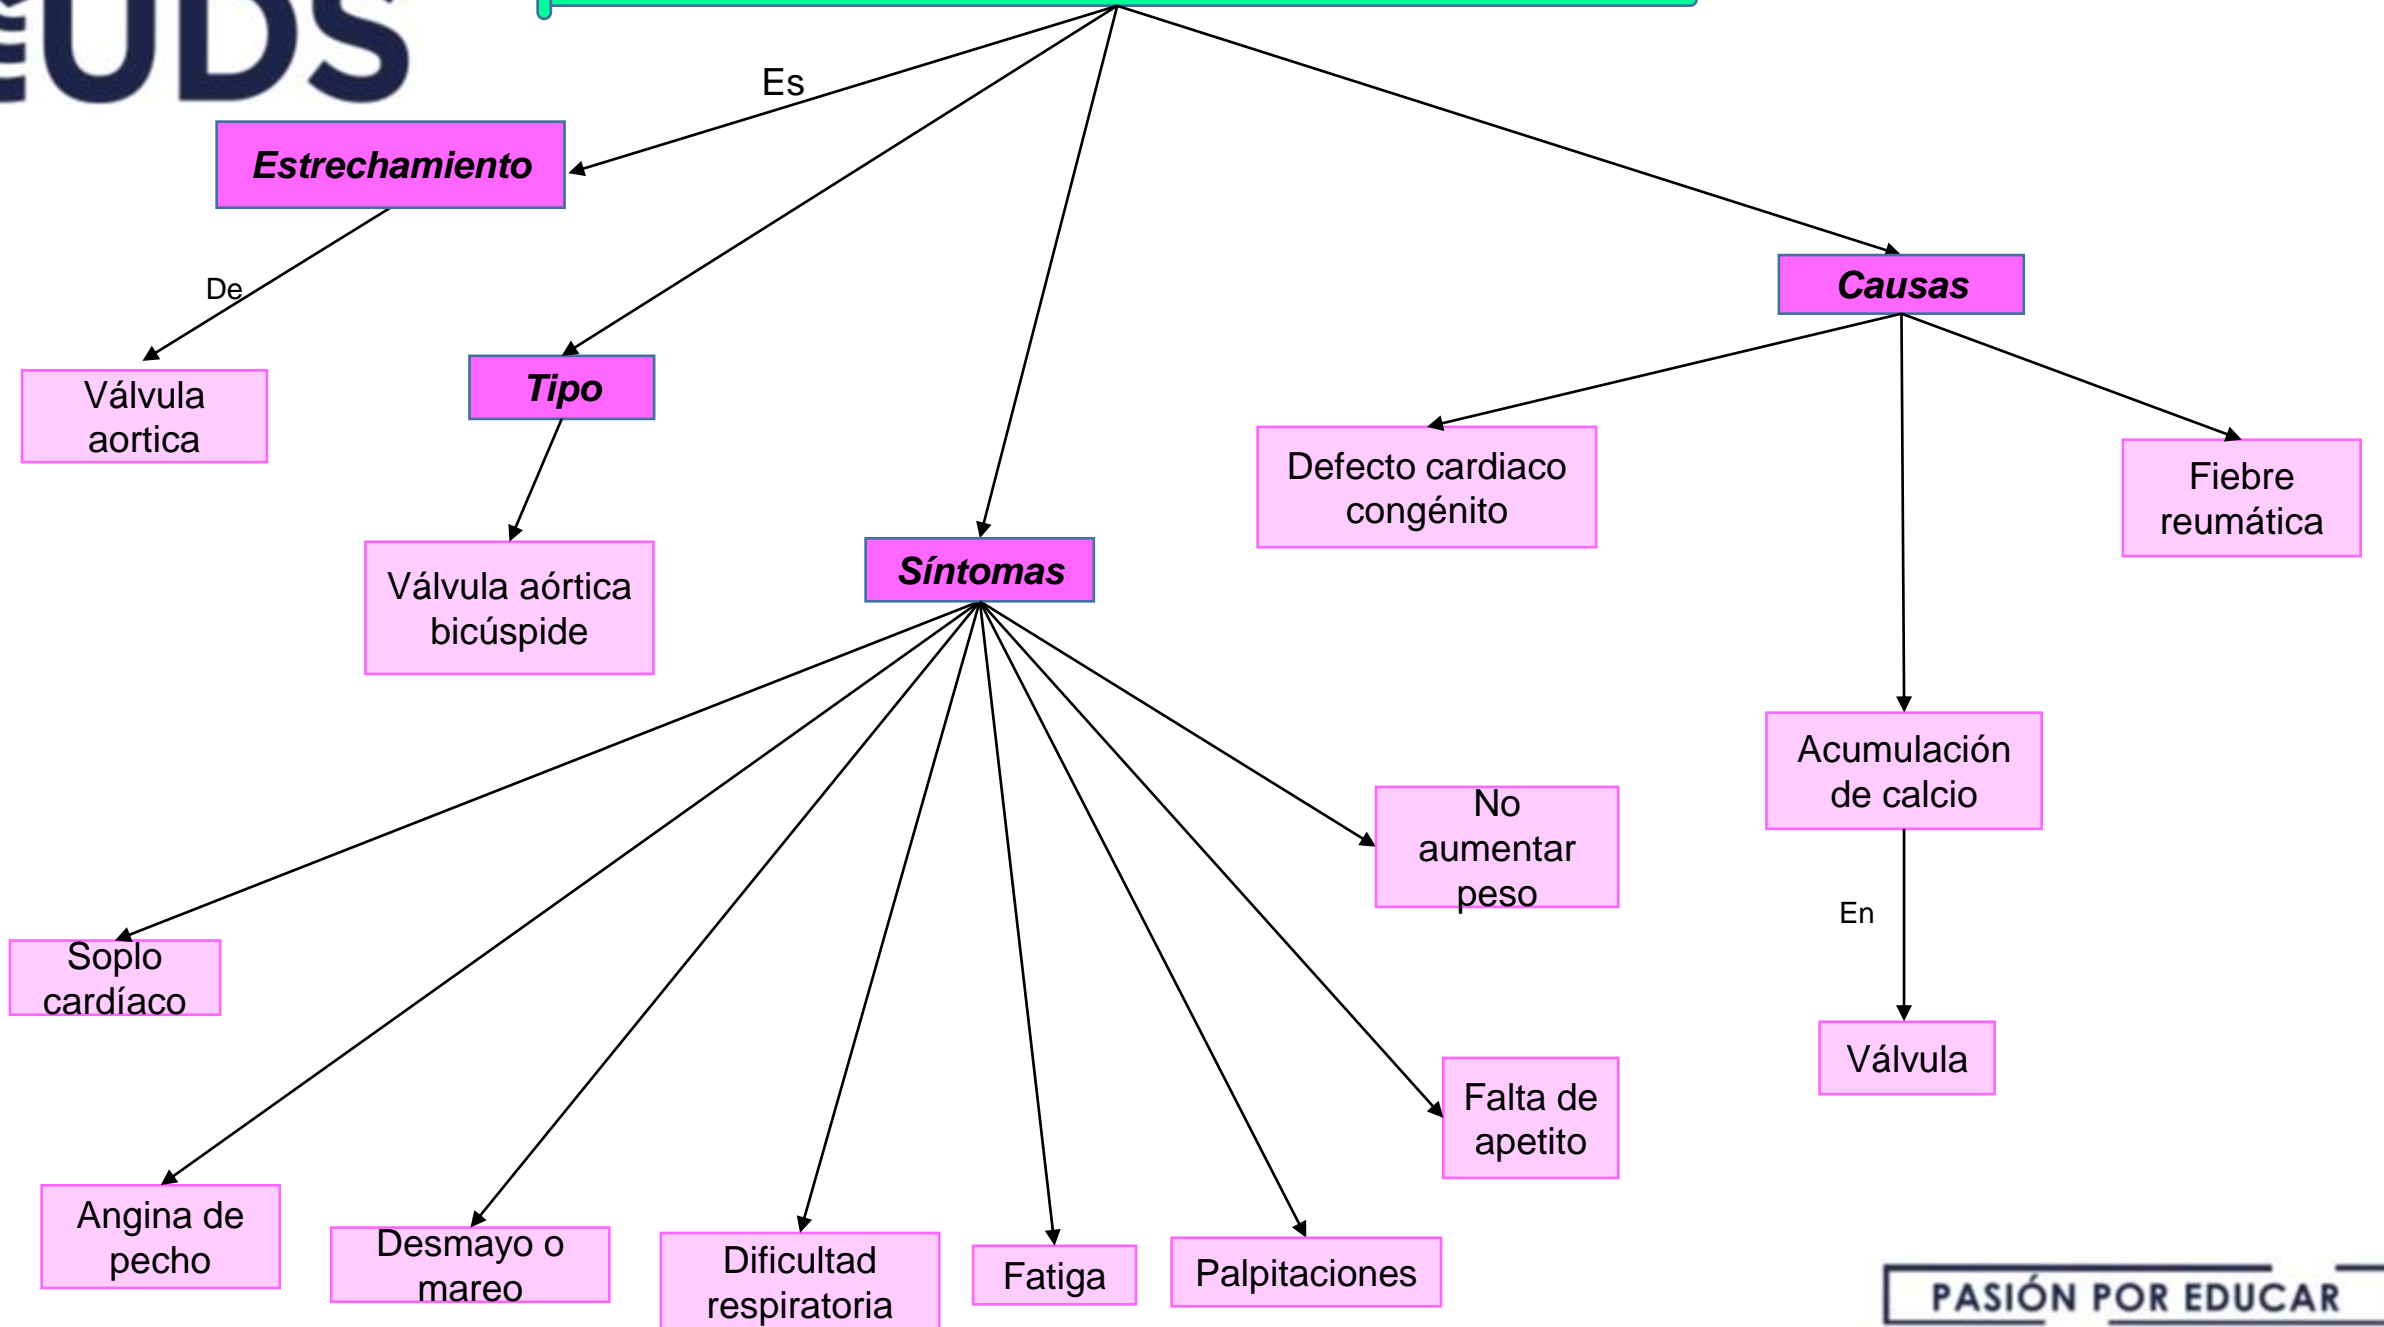 UDS
Es
Estrechamiento
De
Válvula
aortica
Tipo
Válvula aórtica
bicúspide
Síntomas
Soplo
cardíaco
Angina de
pecho
Desmayo o
mareo
Dificultad
respiratoria
Fatiga
Palpitaciones
Falta de
apetito
No
aumentar
peso
Causas
Defecto cardiaco
congénito
Acumulación
de calcio
En
Válvula
Fiebre
reumática
PASIÓN POR EDUCAR